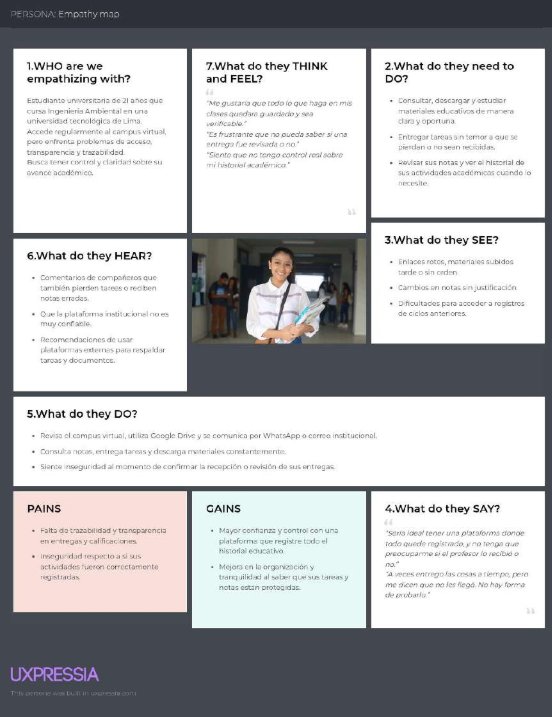 PERSONA: Empathy map
1.WHO are we
empathizing with?
Estudiante universitaria de 21 años que
cursa Ingeniería Ambiental en una
universidad tecnológica de Lima.
Accede regularmente al campus virtual,
pero enfrenta problemas de acceso,
transparencia y trazabilidad.
Busca tener control y claridad sobre su
avance académico.
7.What do they THINK
and FEEL?
"Me gustaría que todo lo que haga en mis
clases quedara guardado y sea
verificable."
"Es frustrante que no pueda saber si una
entrega fue revisada o no."
"Siento que no tengo control real sobre
mi historial académico."
2.What do they need to
DO?
• Consultar, descargar y estudiar
materiales educativos de manera
clara y oportuna.
• Entregar tareas sin temor a que se
pierdan o no sean recibidas.
• Revisar sus notas y ver el historial de
sus actividades académicas cuando lo
necesite.
3.What do they SEE?
• Enlaces rotos, materiales subidos
tarde o sin orden.
• Cambios en notas sin justificación.
• Dificultades para acceder a registros
de ciclos anteriores.
6.What do they HEAR?
• Comentarios de compañeros que
también pierden tareas o reciben
notas erradas.
• Que la plataforma institucional no es
muy confiable.
• Recomendaciones de usar
plataformas externas para respaldar
tareas y documentos.
5.What do they DO?
• Revisa el campus virtual, utiliza Google Drive y se comunica por WhatsApp o correo institucional.
• Consulta notas, entrega tareas y descarga materiales constantemente.
• Siente inseguridad al momento de confirmar la recepción o revisión de sus entregas.
PAINS
• Falta de trazabilidad y transparencia
en entregas y calificaciones.
• Inseguridad respecto a si sus
actividades fueron correctamente
registradas.
GAINS
• Mayor confianza y control con una
plataforma que registre todo el
historial educativo.
• Mejora en la organización y
tranquilidad al saber que sus tareas y
notas están protegidas.
4.What do they SAY?
"Sería ideal tener una plataforma donde
todo quede registrado, y no tenga que
preocuparme si el profesor lo recibió o
no."
"A veces entrego las cosas a tiempo, pero
me dicen que no les llegó. No hay forma
de probarlo."
UXPRESSIA
This persona was built in uxpressia.com